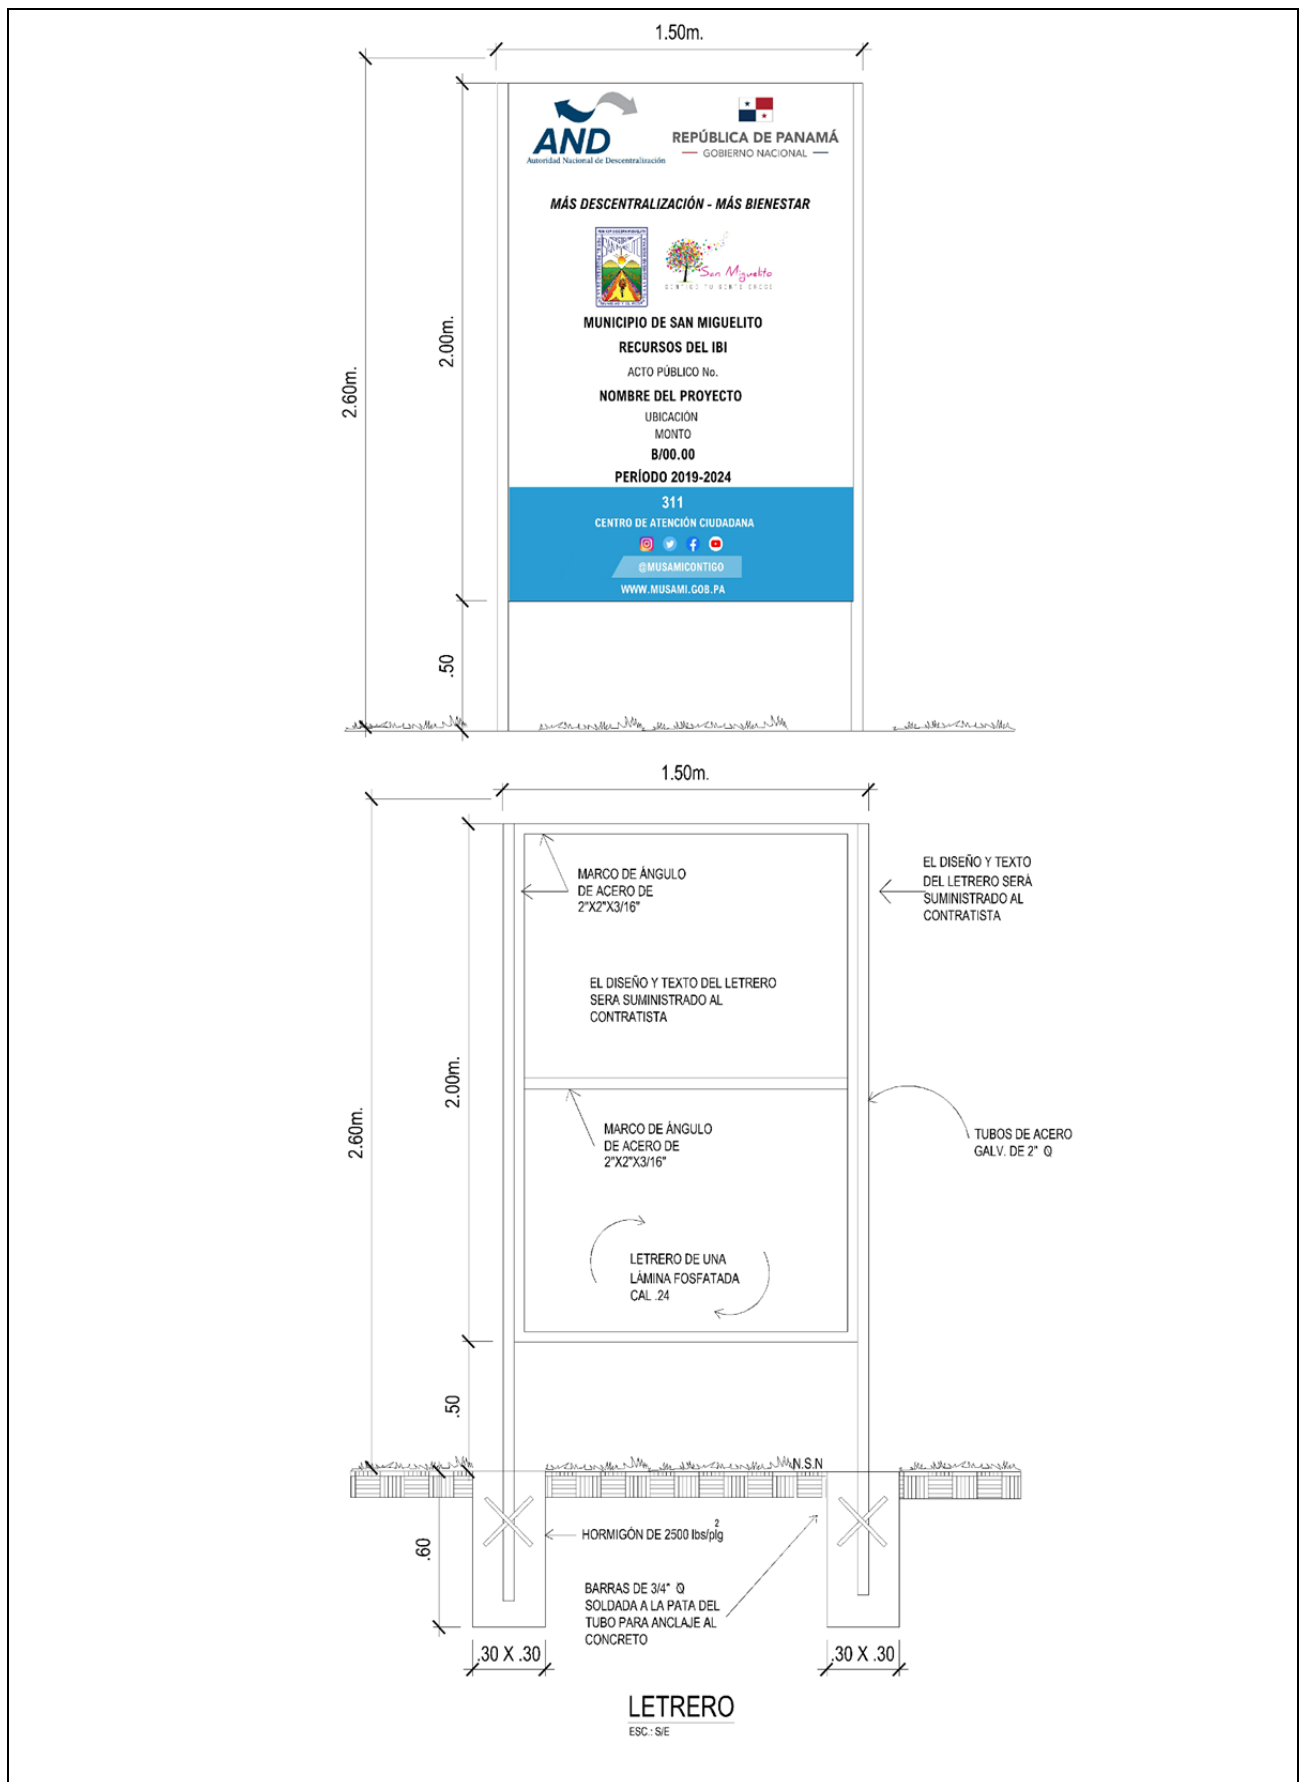 1.50m.
AND
Autoridad Nacional de Descentralización
REPÚBLICA DE PANAMÁ
GOBIERNO NACIONAL
MÁS DESCENTRALIZACIÓN - MÁS BIENESTAR
San Miguelito
MUNICIPIO DE SAN MIGUELITO
RECURSOS DEL IBI
ACTO PÚBLICO No.
NOMBRE DEL PROYECTO
UBICACIÓN
MONTO
B/00.00
PERÍODO 2019-2024
311
CENTRO DE ATENCIÓN CIUDADANA
@MUSAMICONTIGO
WWW.MUSAMI.GOB.PA
2.00m.
2.60m.
.50
1.50m.
MARCO DE ÁNGULO
DE ACERO DE
2"X2"X3/16"
EL DISEÑO Y TEXTO
DEL LETRERO SERÁ
SUMINISTRADO AL
CONTRATISTA
EL DISEÑO Y TEXTO DEL LETRERO
SERA SUMINISTRADO AL
CONTRATISTA
2.00m.
2.60m.
MARCO DE ÁNGULO
DE ACERO DE
2"X2"X3/16"
TUBOS DE ACERO
GALV. DE 2" Q
LETRERO DE UNA
LÁMINA FOSFATADA
CAL .24
.50
N.S.N
HORMIGÓN DE 2500 lbs/plg2
.60
BARRAS DE 3/4" Q
SOLDADA A LA PATA DEL
TUBO PARA ANCLAJE AL
CONCRETO
.30 X .30
.30 X .30
LETRERO
ESC.: S/E